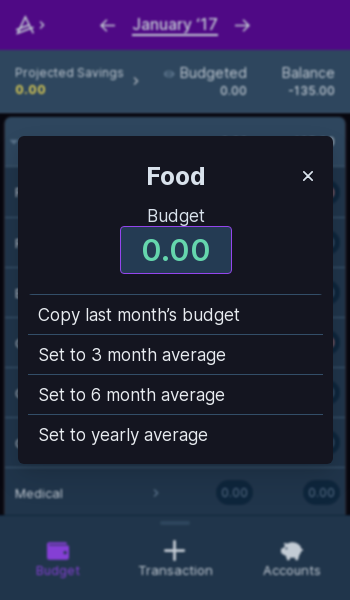 January '17
Projected Savings
0.00
Budgeted
0.00
Balance
-135.00
Food
Budget
0.00
Copy last month's budget
Set to 3 month average
Set to 6 month average
Set to yearly average
Medical
0.00
0.00
Budget
Transaction
Accounts